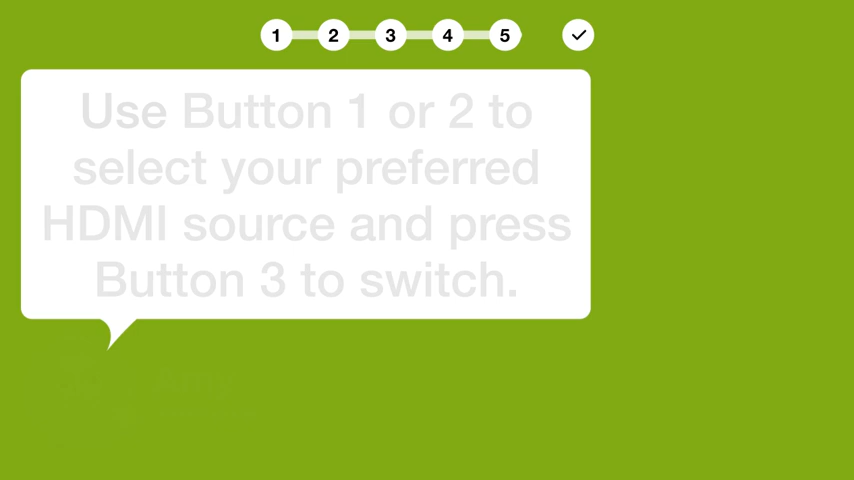 1 2 3 4 5
Use Button 1 or 2 to
select your preferred
HDMI source and press
Button 3 to switch.